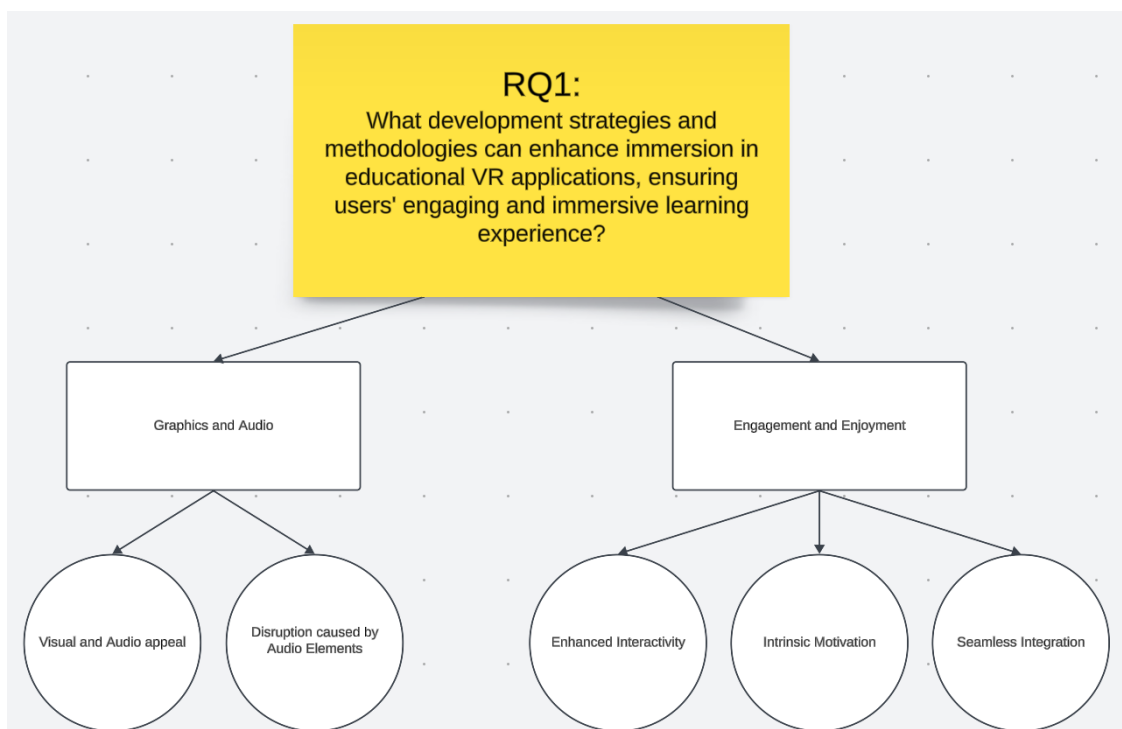 RQ1:
What development strategies and
methodologies can enhance immersion in
educational VR applications, ensuring
users' engaging and immersive learning
experience?
Graphics and Audio
Engagement and Enjoyment
Visual and Audio appeal
Disruption caused by
Audio Elements
Enhanced Interactivity
Intrinsic Motivation
Seamless Integration